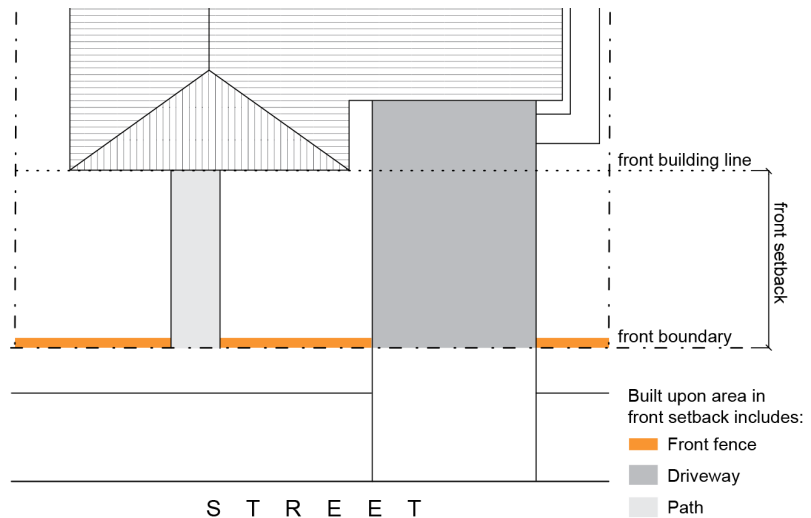 front building line
front setback
front boundary
Built upon area in
front setback includes:
Front fence
Driveway
Path
S T R E E T